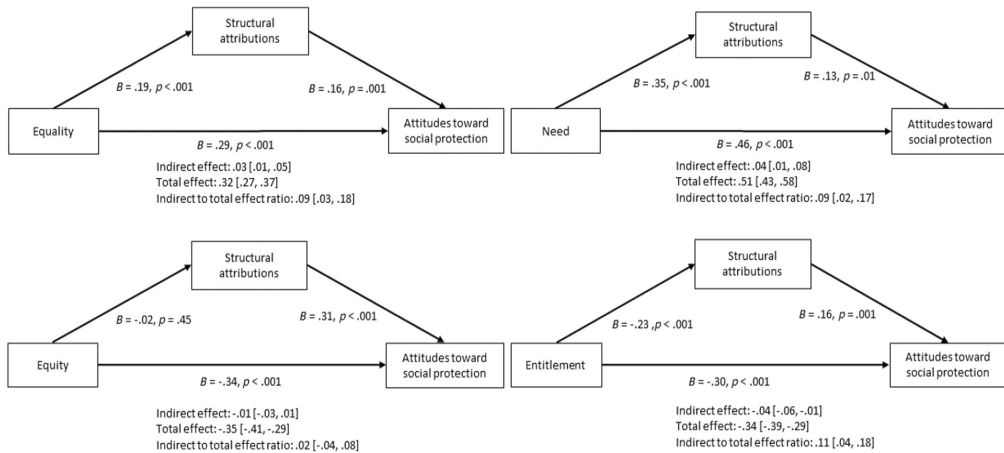 Structural
attributions
B = .19, p < .001
B = .16, p = .001
Equality
Attitudes toward
social protection
B = .29, p < .001
Indirect effect: .03 [.01, .05]
Total effect: .32 [.27, .37]
Indirect to total effect ratio: .09 [.03, .18]
Structural
attributions
B = .35, p < .001
B = .13, p = .01
Need
Attitudes toward
social protection
B = .46, p < .001
Indirect effect: .04 [.01, .08]
Total effect: .51 [.43, .58]
Indirect to total effect ratio: .09 [.02, .17]
Structural
attributions
B = -.02, p = .45
B = .31, p < .001
Equity
Attitudes toward
social protection
B = -.34, p < .001
Indirect effect: -.01 [-.03, .01]
Total effect: -.35 [-.41, -.29]
Indirect to total effect ratio: .02 [-.04, .08]
Structural
attributions
B = -.23 ,p < .001
B = .16, p = .001
Entitlement
Attitudes toward
social protection
B = -.30, p < .001
Indirect effect: -.04 [-.06, -.01]
Total effect: -.34 [-.39, -.29]
Indirect to total effect ratio: .11 [.04, .18]